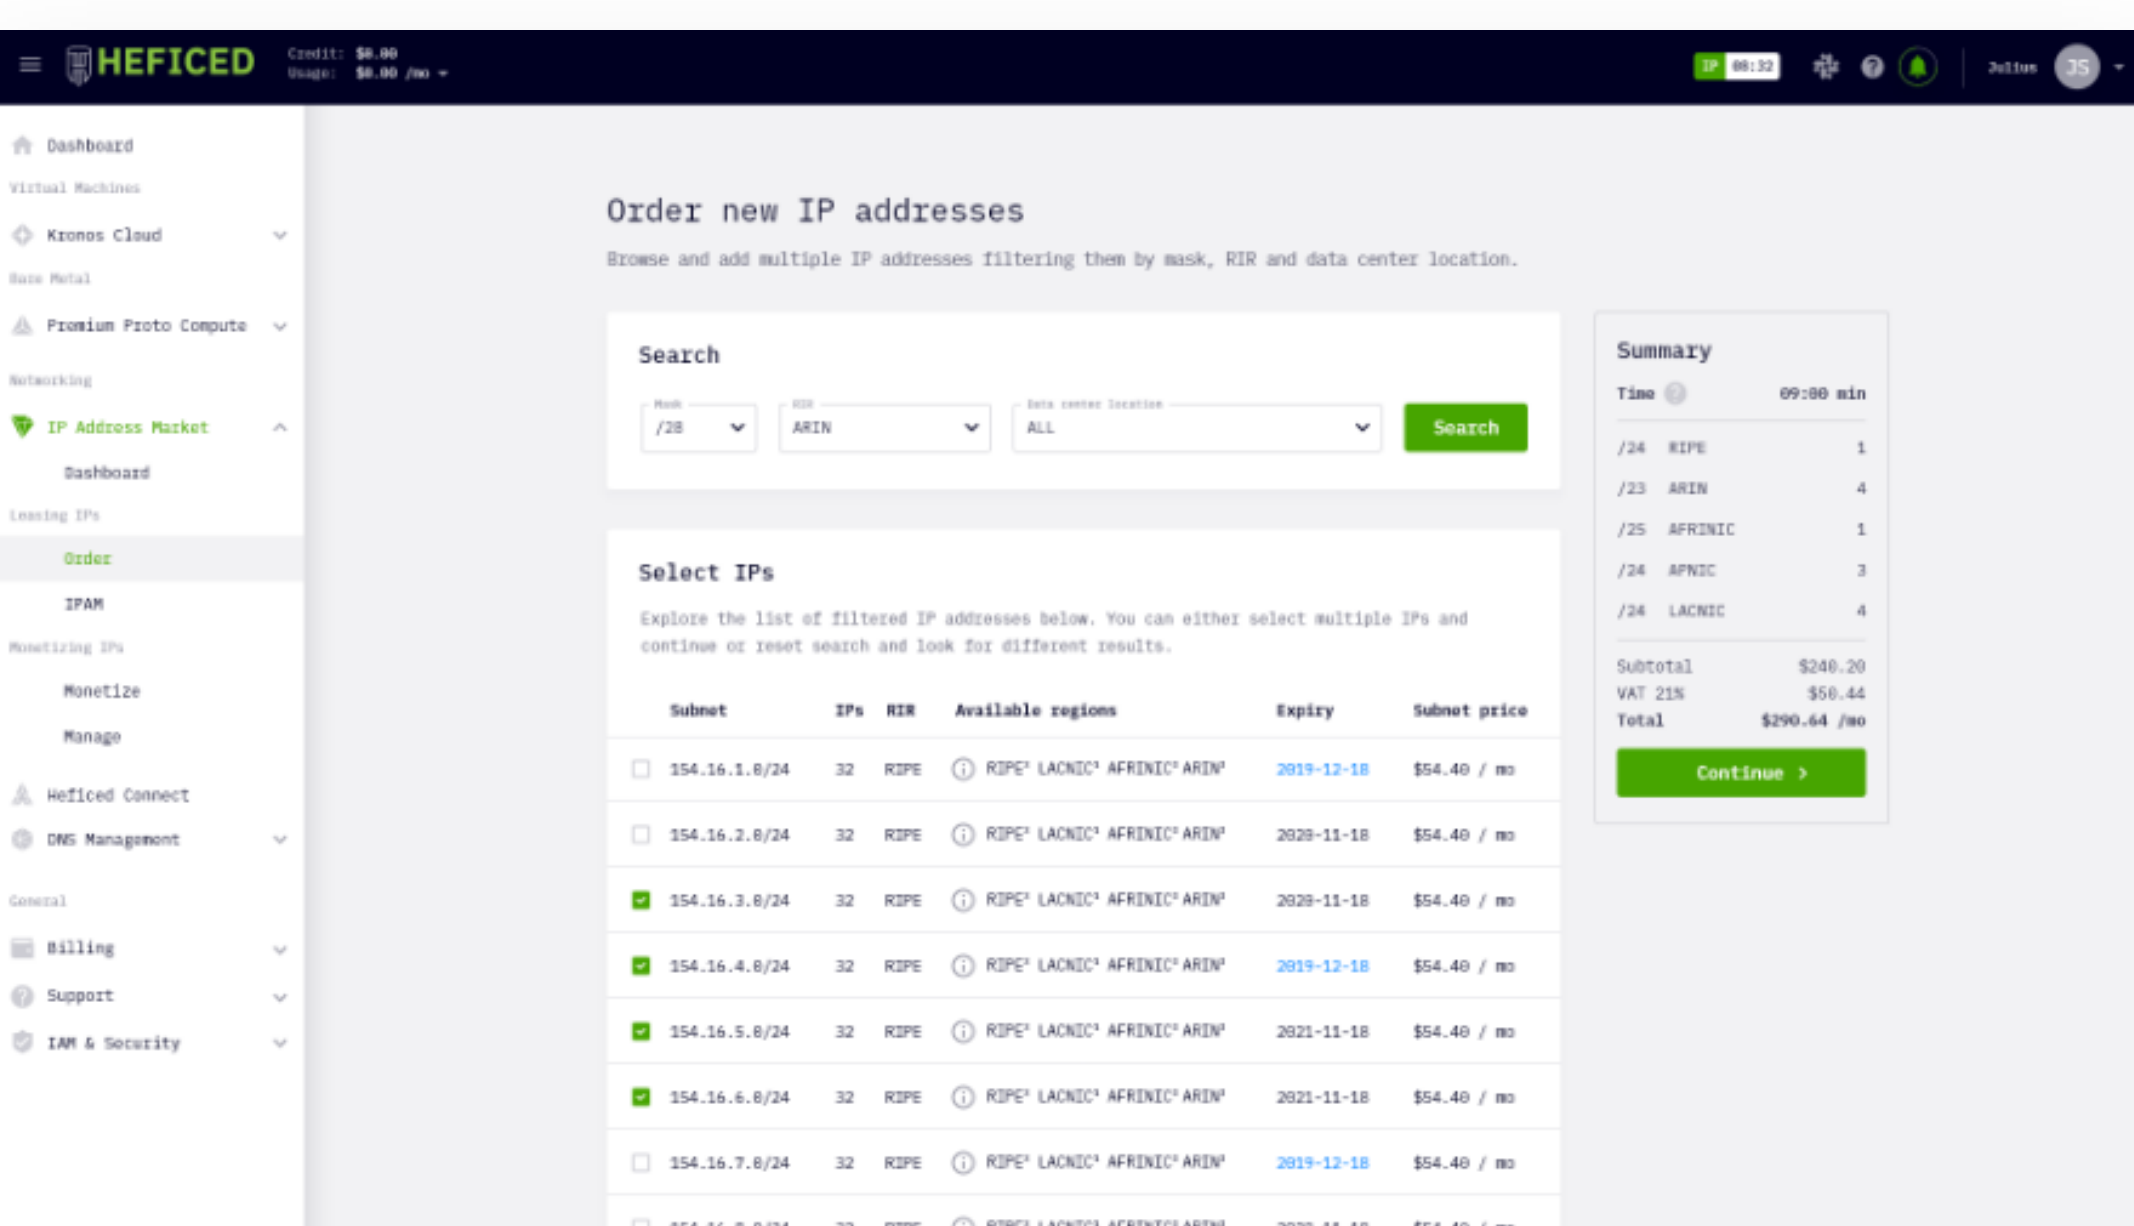 HEFICED
Credit: $0.00
Usage: $0.00 /mo
IP 08:32
Julius JS
Dashboard
Virtual Machines
Kronos Cloud
Bare Metal
Premium Proto Compute
Networking
IP Address Market
Dashboard
Leasing IPs
Order
IPAM
Monetizing IPs
Monetize
Manage
Heficed Connect
DNS Management
General
Billing
Support
IAM & Security
Order new IP addresses
Browse and add multiple IP addresses filtering them by mask, RIR and data center location.
Search
Mask RIR Data center location
/28 ARIN ALL Search
Select IPs
Explore the list of filtered IP addresses below. You can either select multiple IPs and
continue or reset search and look for different results.
Subnet IPs RIR Available regions Expiry Subnet price
154.16.1.0/24 32 RIPE RIPE LACNIC AFRINIC ARIN 2019-12-18 $54.40 / mo
154.16.2.0/24 32 RIPE RIPE LACNIC AFRINIC ARIN 2020-11-18 $54.40 / mo
154.16.3.0/24 32 RIPE RIPE LACNIC AFRINIC ARIN 2020-11-18 $54.40 / mo
154.16.4.0/24 32 RIPE RIPE LACNIC AFRINIC ARIN 2019-12-18 $54.40 / mo
154.16.5.0/24 32 RIPE RIPE LACNIC AFRINIC ARIN 2021-11-18 $54.40 / mo
154.16.6.0/24 32 RIPE RIPE LACNIC AFRINIC ARIN 2021-11-18 $54.40 / mo
154.16.7.0/24 32 RIPE RIPE LACNIC AFRINIC ARIN 2019-12-18 $54.40 / mo
Summary
Time 09:00 min
/24 RIPE 1
/23 ARIN 4
/25 AFRINIC 1
/24 APNIC 3
/24 LACNIC 4
Subtotal $240.20
VAT 21% $50.44
Total $290.64 /mo
Continue >